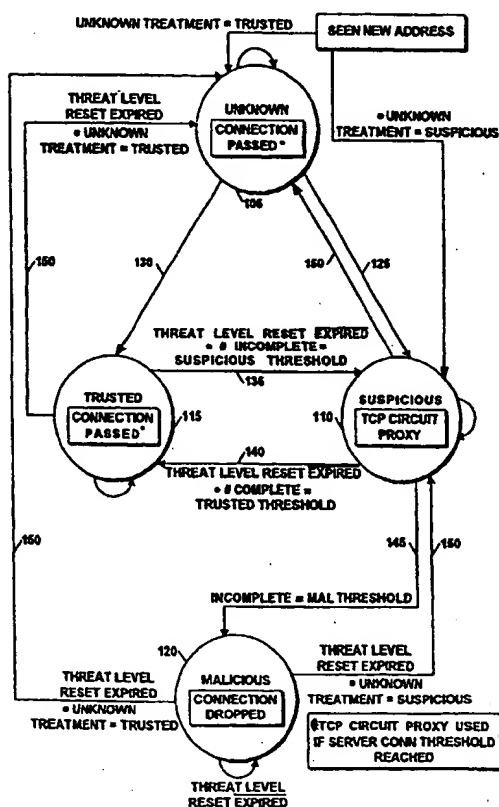 UNKNOWN TREATMENT = TRUSTED
SEEN NEW ADDRESS
THREAT LEVEL
RESET EXPIRED
• UNKNOWN
TREATMENT = TRUSTED
UNKNOWN
CONNECTION
PASSED*
• UNKNOWN
TREATMENT = SUSPICIOUS
105
150
130
150
125
THREAT LEVEL RESET EXPIRED
• # INCOMPLETE =
SUSPICIOUS THRESHOLD
135
TRUSTED
CONNECTION
PASSED*
115
SUSPICIOUS
TCP CIRCUIT
PROXY
110
140
THREAT LEVEL RESET EXPIRED
• # COMPLETE =
TRUSTED THRESHOLD
150
145
150
INCOMPLETE = MAL THRESHOLD
120
MALICIOUS
CONNECTION
DROPPED
THREAT LEVEL
RESET EXPIRED
• UNKNOWN
TREATMENT = TRUSTED
THREAT LEVEL
RESET EXPIRED
• UNKNOWN
TREATMENT = SUSPICIOUS
THREAT LEVEL
RESET EXPIRED
*TCP CIRCUIT PROXY USED
IF SERVER CONN THRESHOLD
REACHED